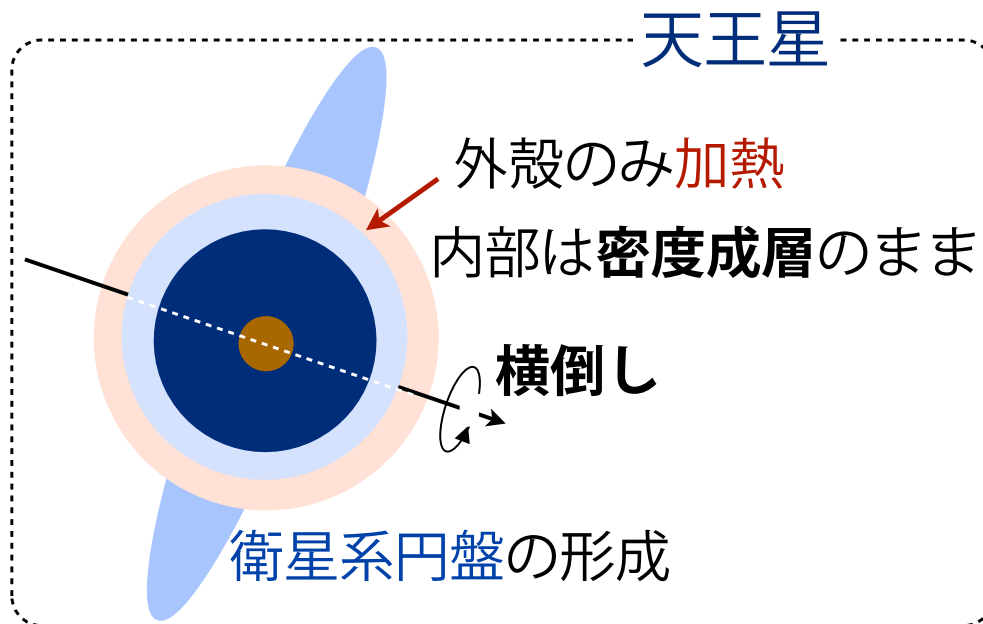 天王星
外殻のみ加熱
内部は密度成層のまま
横倒し
衛星系円盤の形成